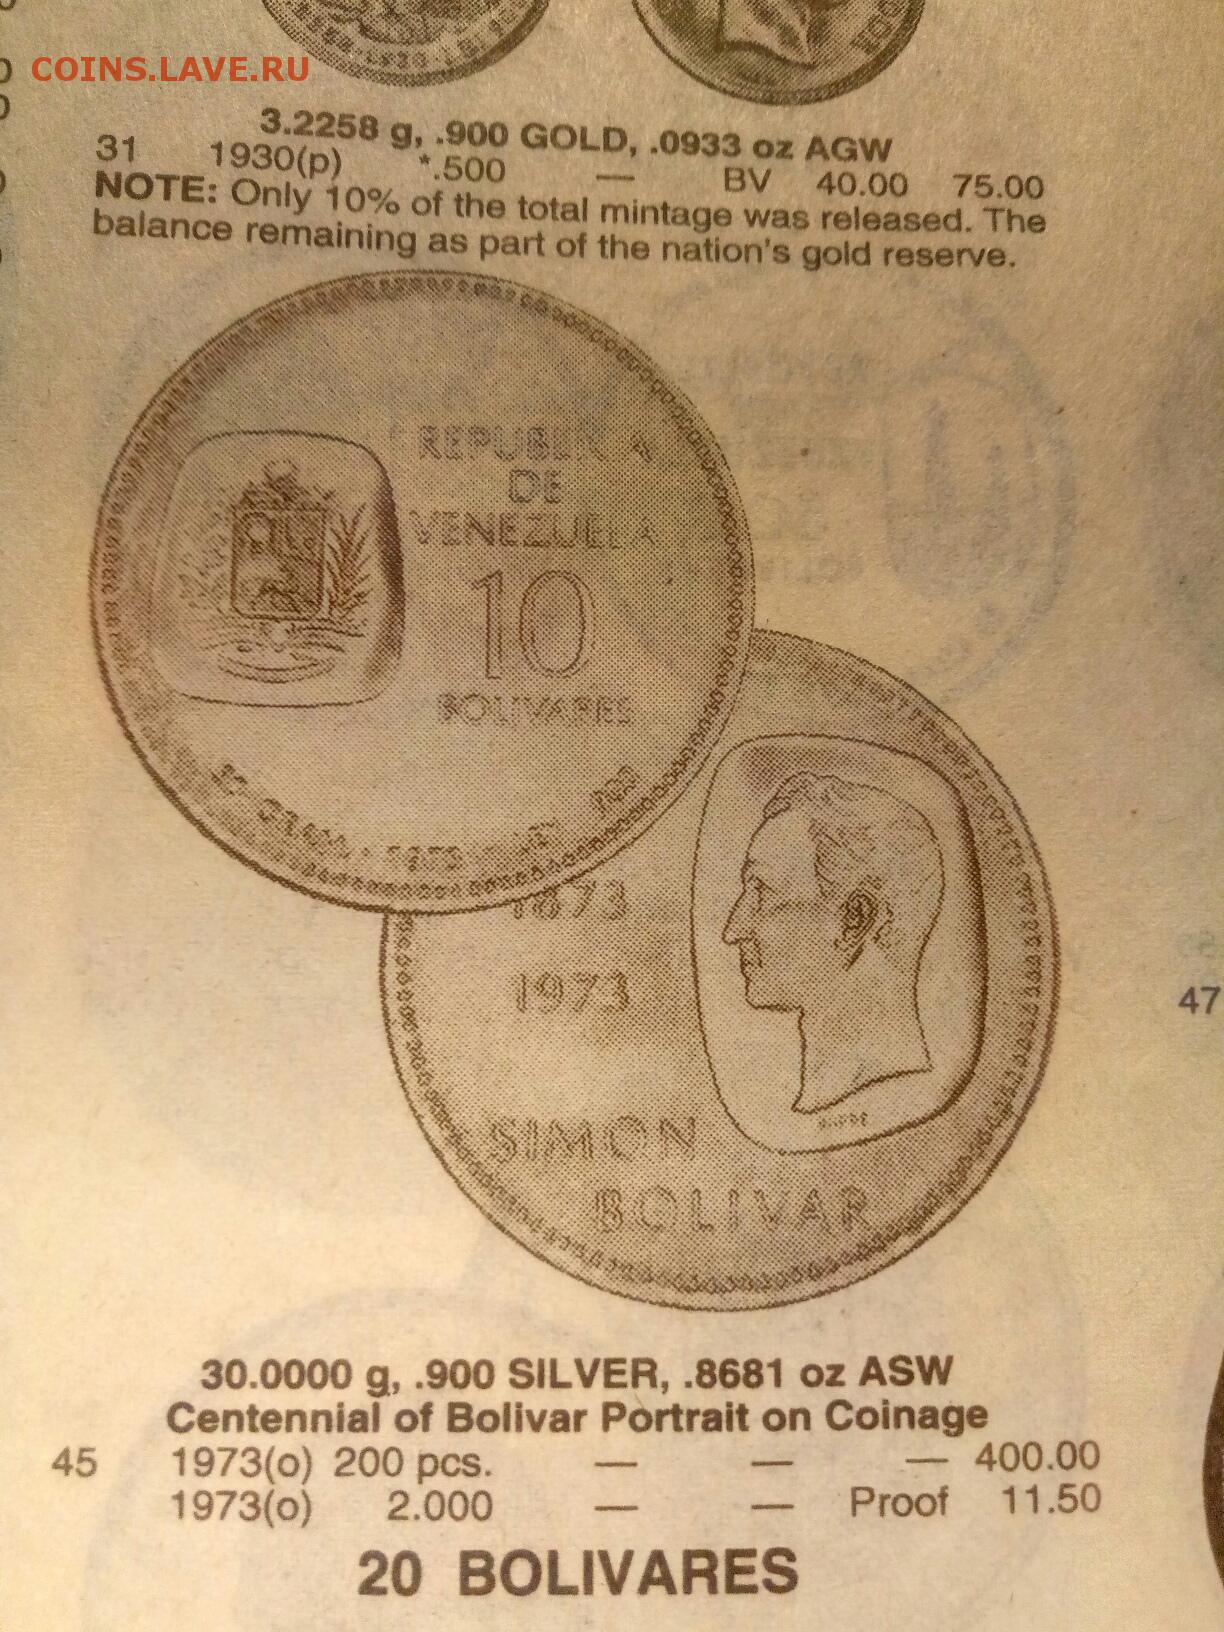 COINS.LAVE.RU
3.2258 g, .900 GOLD, .0933 oz AGW
31 1930(p) *.500 — BV 40.00 75.00
NOTE: Only 10% of the total mintage was released. The
balance remaining as part of the nation's gold reserve.
DE
VENEZUELA
10
BOLIVARES
1873
1973
SIMON
BOLIVAR
47
30.0000 g, .900 SILVER, .8681 oz ASW
Centennial of Bolivar Portrait on Coinage
45 1973(o) 200 pcs. — — — 400.00
1973(o) 2.000 — — Proof 11.50
20 BOLIVARES